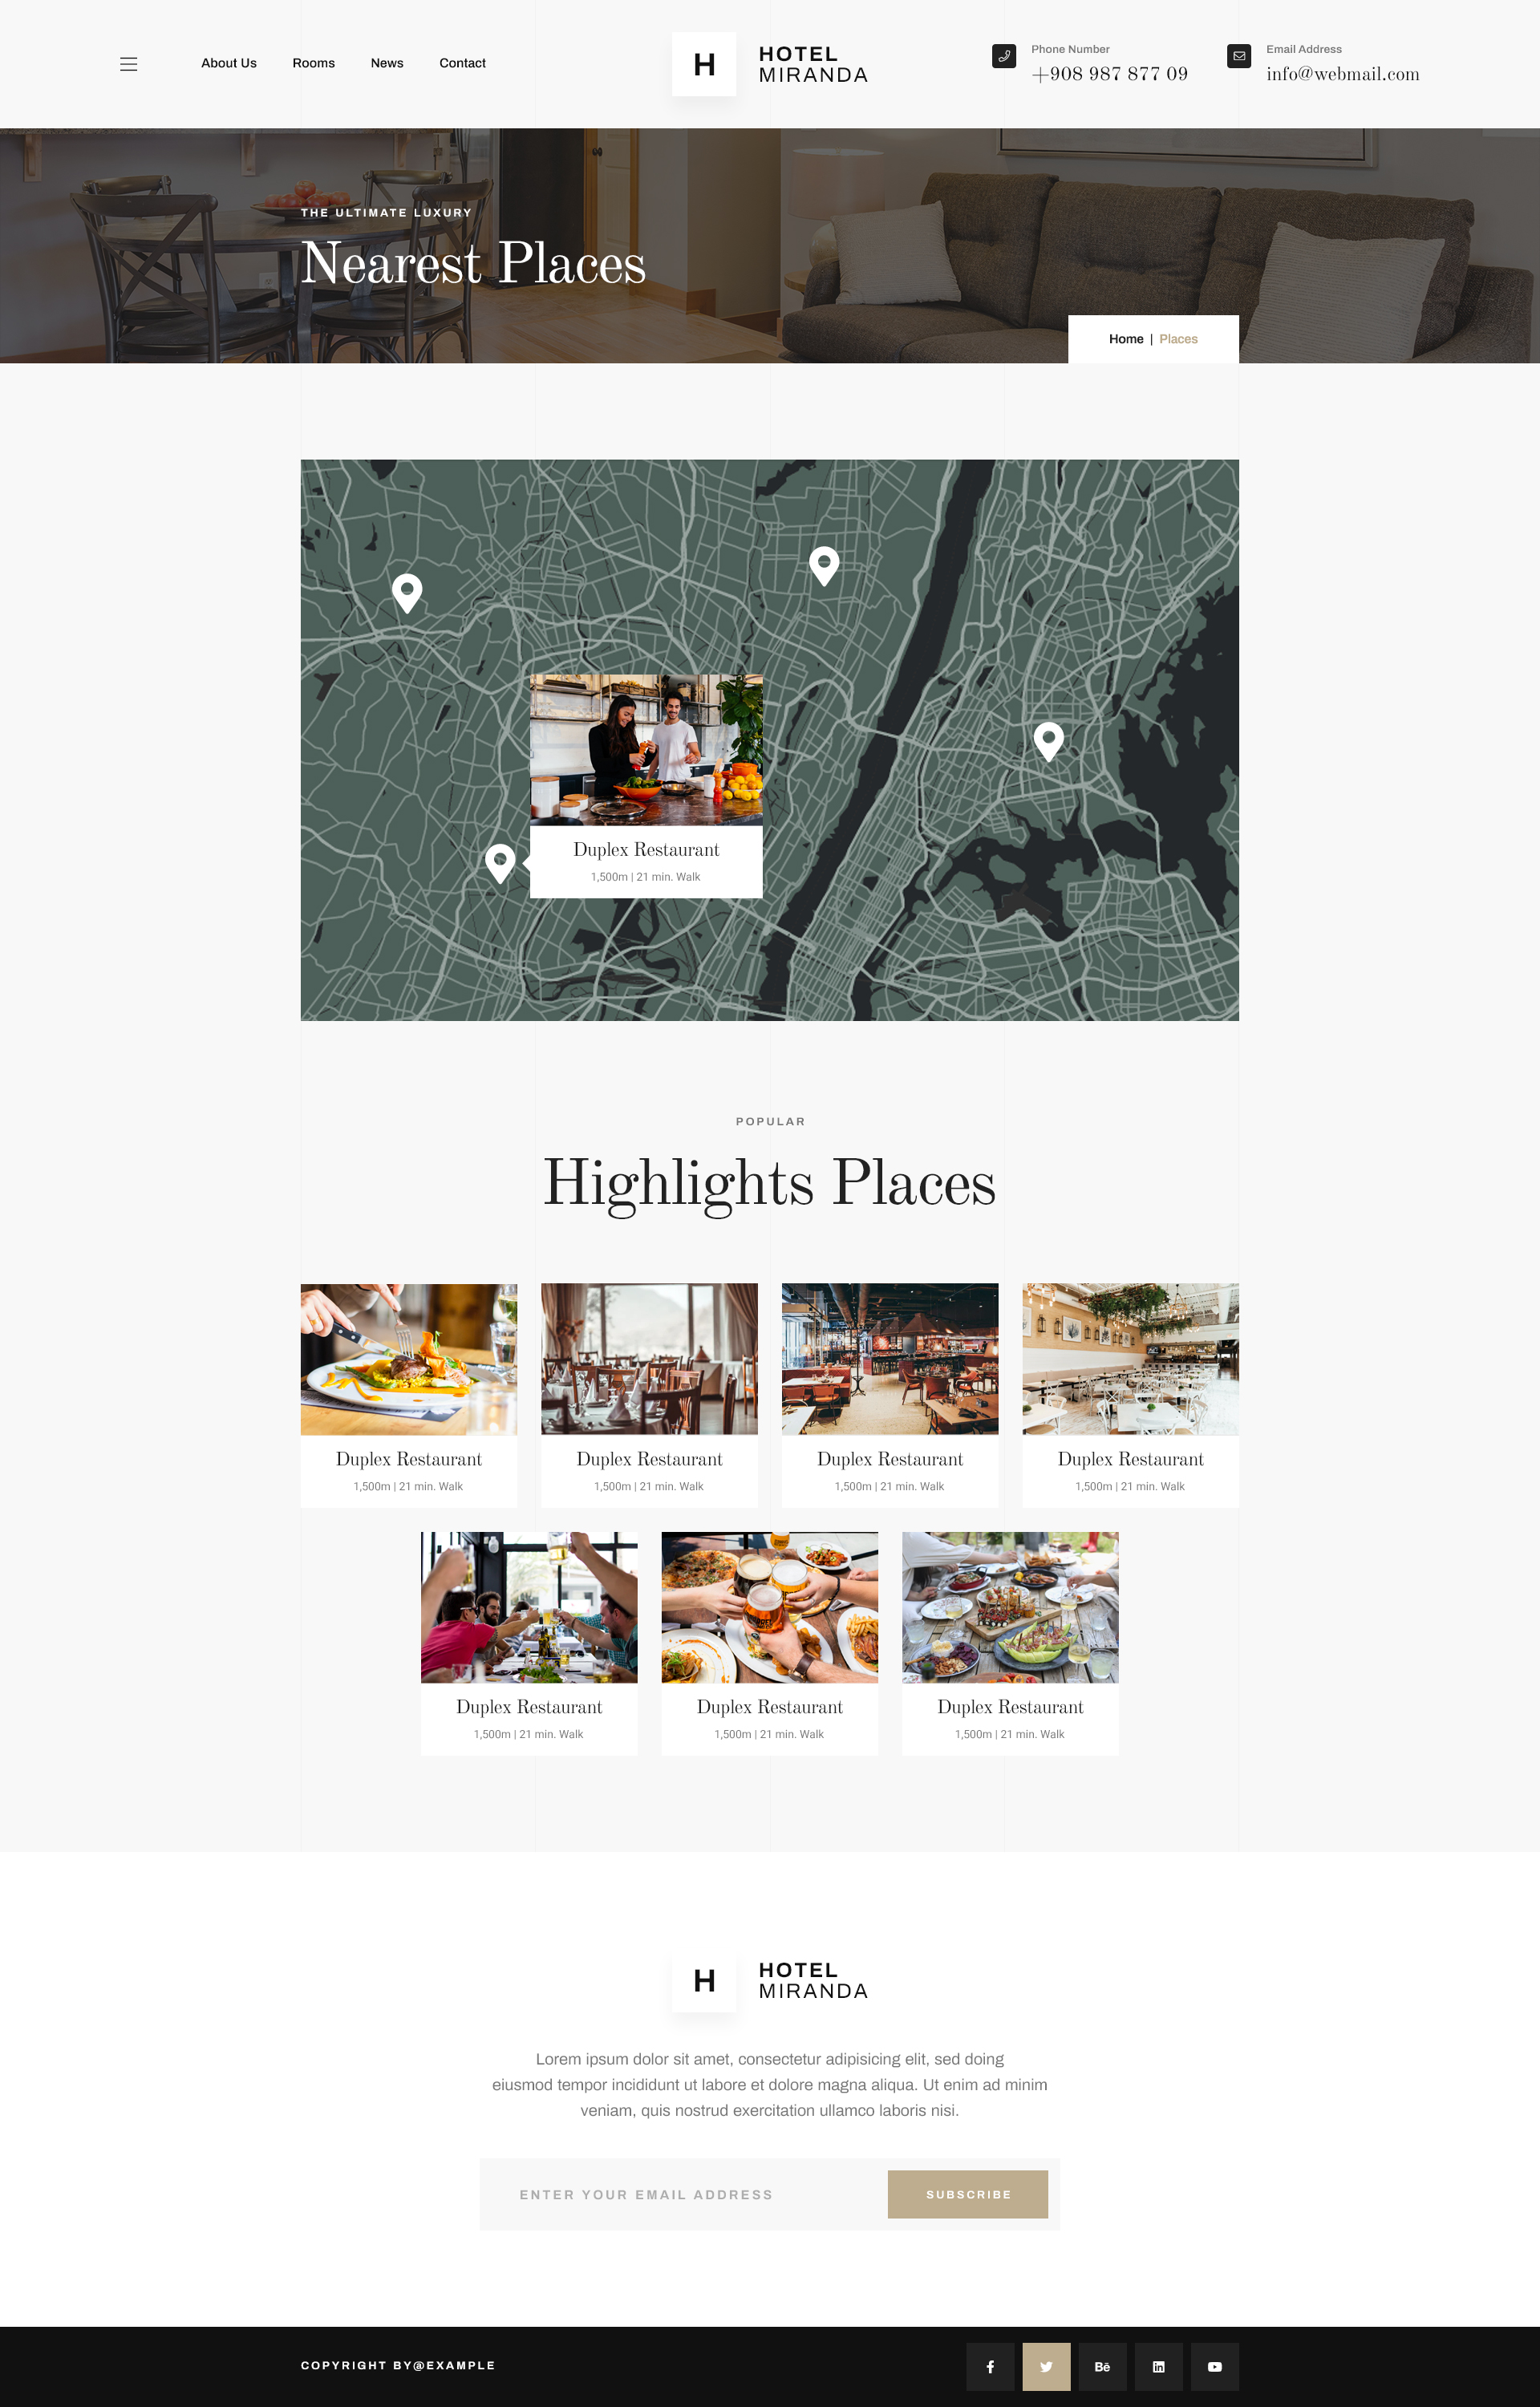 About Us Rooms News Contact
H HOTEL
MIRANDA
Phone Number
+908 987 877 09
Email Address
info@webmail.com
THE ULTIMATE LUXURY
Nearest Places
Home | Places
Duplex Restaurant
1,500m | 21 min. Walk
POPULAR
Highlights Places
Duplex Restaurant
1,500m | 21 min. Walk
Duplex Restaurant
1,500m | 21 min. Walk
Duplex Restaurant
1,500m | 21 min. Walk
Duplex Restaurant
1,500m | 21 min. Walk
Duplex Restaurant
1,500m | 21 min. Walk
Duplex Restaurant
1,500m | 21 min. Walk
Duplex Restaurant
1,500m | 21 min. Walk
H HOTEL
MIRANDA
Lorem ipsum dolor sit amet, consectetur adipisicing elit, sed doing
eiusmod tempor incididunt ut labore et dolore magna aliqua. Ut enim ad minim
veniam, quis nostrud exercitation ullamco laboris nisi.
ENTER YOUR EMAIL ADDRESS
SUBSCRIBE
COPYRIGHT BY@EXAMPLE